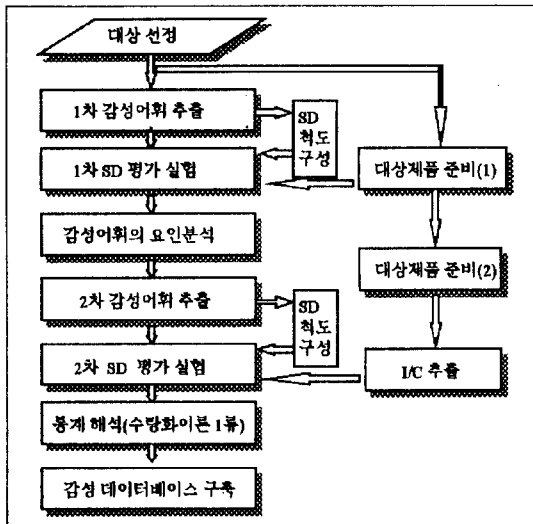 대상 선정
1차 감성어휘 추출
SD
척도
구성
1차 SD 평가 실험
대상제품 준비(1)
감성어휘의 요인분석
대상제품 준비(2)
2차 감성어휘 추출
SD
척도
구성
2차 SD 평가 실험
I/C 추출
통계 해석(수량화이론 1류)
감성 데이터베이스 구축